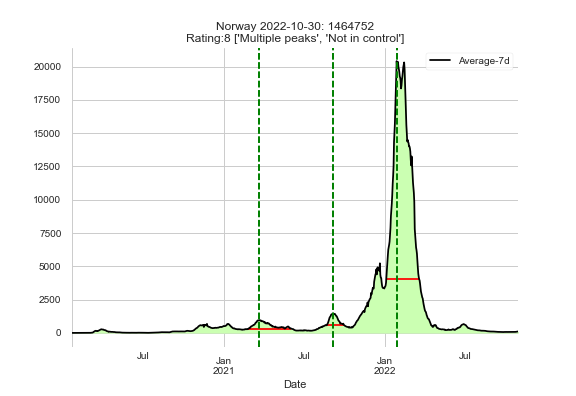 Norway 2022-10-30: 1464752
Rating:8 ['Multiple peaks', 'Not in control']
Average-7d
20000
17500
15000
12500
10000
7500
5000
2500
0
Jul
Jan
2021
Jul
Jan
2022
Jul
Date